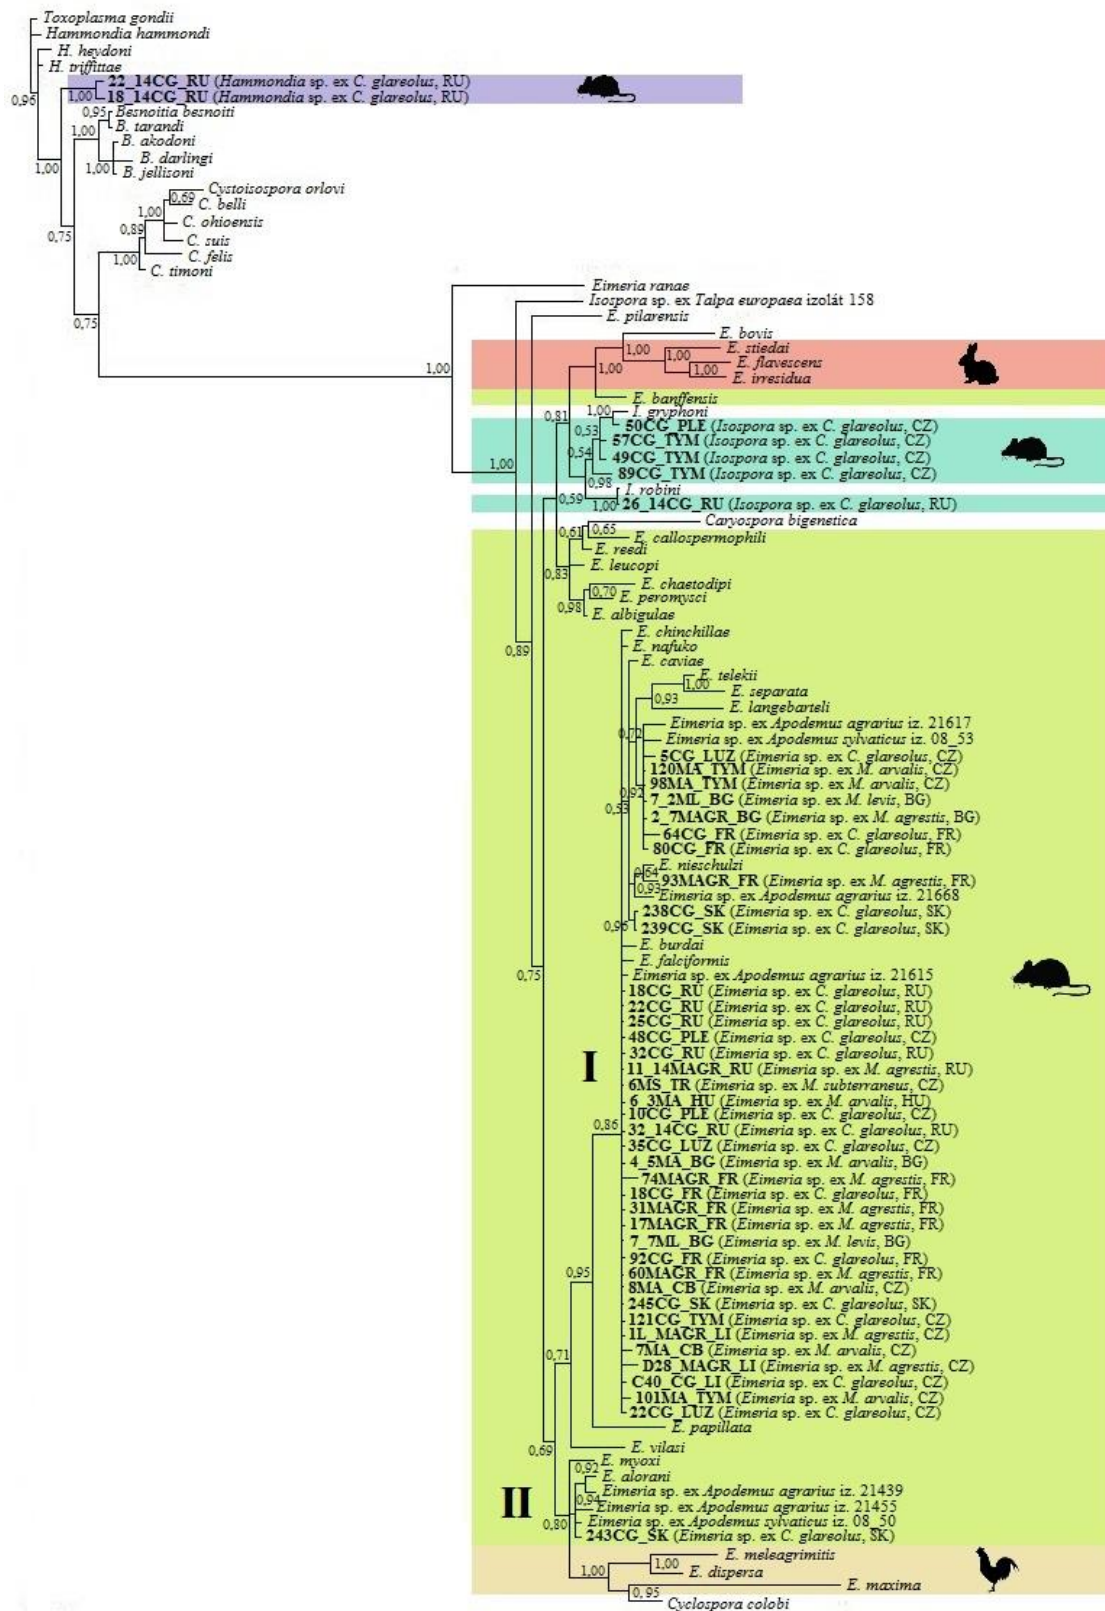 Toxoplasma gondii
Hammondia hammondi
H. heydoni
H. triffittae
22_14CG_RU (Hammondia sp. ex C. glareolus, RU)
0,96
1,00
18_14CG_RU (Hammondia sp. ex C. glareolus, RU)
0,95
Besnoitia besnoiti
B. tarandi
1,00
B. akodoni
B. darlingi
1,00
1,00
B. jellisoni
Cystoisospora orlovi
0,69
C. belli
1,00
C. ohioensis
0,89
0,75
C. suis
C. felis
1,00
C. timoni
Eimeria ranae
Isospora sp. ex Talpa europaea izolát 158
E. pilarensis
0,75
E. bovis
1,00
E. stiedai
1,00
E. flavescens
1,00
1,00
1,00
E. irresidua
E. banffensis
I. gryphoni
0,81
1,00
50CG_PLE (Isospora sp. ex C. glareolus, CZ)
0,53
57CG_TYM (Isospora sp. ex C. glareolus, CZ)
0,54
49CG_TYM (Isospora sp. ex C. glareolus, CZ)
1,00
89CG_TYM (Isospora sp. ex C. glareolus, CZ)
0,98
I. robini
0,59
1,00
26_14CG_RU (Isospora sp. ex C. glareolus, RU)
Caryospora bigenetica
0,61
0,65
E. callospermophili
E. reedi
E. leucopi
0,83
E. chaetodipi
0,70
E. peromysci
0,98
E. albigulae
E. chinchillae
E. nafuko
0,89
E. caviae
E. telekii
1,00
E. separata
0,93
E. langebarteli
Eimeria sp. ex Apodemus agrarius iz. 21617
0,72
Eimeria sp. ex Apodemus sylvaticus iz. 08_53
5CG_LUZ (Eimeria sp. ex C. glareolus, CZ)
120MA_TYM (Eimeria sp. ex M. arvalis, CZ)
98MA_TYM (Eimeria sp. ex M. arvalis, CZ)
0,92
7_2ML_BG (Eimeria sp. ex M. levis, BG)
0,53
2_7MAGR_BG (Eimeria sp. ex M. agrestis, BG)
64CG_FR (Eimeria sp. ex C. glareolus, FR)
80CG_FR (Eimeria sp. ex C. glareolus, FR)
E. nieschulzi
0,64
93MAGR_FR (Eimeria sp. ex M. agrestis, FR)
0,93
Eimeria sp. ex Apodemus agrarius iz. 21668
238CG_SK (Eimeria sp. ex C. glareolus, SK)
0,96
239CG_SK (Eimeria sp. ex C. glareolus, SK)
E. burdai
E. falciformis
0,75
Eimeria sp. ex Apodemus agrarius iz. 21615
18CG_RU (Eimeria sp. ex C. glareolus, RU)
22CG_RU (Eimeria sp. ex C. glareolus, RU)
25CG_RU (Eimeria sp. ex C. glareolus, RU)
48CG_PLE (Eimeria sp. ex C. glareolus, CZ)
32CG_RU (Eimeria sp. ex C. glareolus, RU)
I
11_14MAGR_RU (Eimeria sp. ex M. agrestis, RU)
6MS_TR (Eimeria sp. ex M. subterraneus, CZ)
6_3MA_HU (Eimeria sp. ex M. arvalis, HU)
10CG_PLE (Eimeria sp. ex C. glareolus, CZ)
0,86
32_14CG_RU (Eimeria sp. ex C. glareolus, RU)
35CG_LUZ (Eimeria sp. ex C. glareolus, CZ)
4_5MA_BG (Eimeria sp. ex M. arvalis, BG)
74MAGR_FR (Eimeria sp. ex M. agrestis, FR)
18CG_FR (Eimeria sp. ex C. glareolus, FR)
31MAGR_FR (Eimeria sp. ex M. agrestis, FR)
17MAGR_FR (Eimeria sp. ex M. agrestis, FR)
7_7ML_BG (Eimeria sp. ex M. levis, BG)
92CG_FR (Eimeria sp. ex C. glareolus, FR)
0,95
60MAGR_FR (Eimeria sp. ex M. agrestis, FR)
8MA_CB (Eimeria sp. ex M. arvalis, CZ)
245CG_SK (Eimeria sp. ex C. glareolus, SK)
121CG_TYM (Eimeria sp. ex C. glareolus, CZ)
1L_MAGR_LI (Eimeria sp. ex M. agrestis, CZ)
0,71
7MA_CB (Eimeria sp. ex M. arvalis, CZ)
D28_MAGR_LI (Eimeria sp. ex M. agrestis, CZ)
C40_CG_LI (Eimeria sp. ex C. glareolus, CZ)
101MA_TYM (Eimeria sp. ex M. arvalis, CZ)
22CG_LUZ (Eimeria sp. ex C. glareolus, CZ)
E. papillata
0,69
E. vilasi
E. myoxi
0,92
E. alorani
Eimeria sp. ex Apodemus agrarius iz. 21439
0,94
II
Eimeria sp. ex Apodemus agrarius iz. 21455
0,80
Eimeria sp. ex Apodemus sylvaticus iz. 08_50
243CG_SK (Eimeria sp. ex C. glareolus, SK)
E. meleagrimitis
1,00
1,00
E. dispersa
E. maxima
0,95
Cyclospora colobi